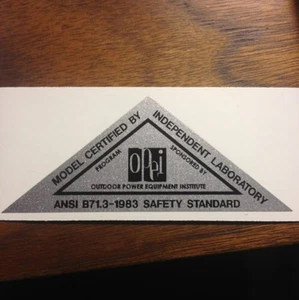 MODEL CERTIFIED BY INDEPENDENT LABORATORY
PROGRAM SPONSORED BY
opei
OUTDOOR POWER EQUIPMENT INSTITUTE
ANSI B71.3-1983 SAFETY STANDARD